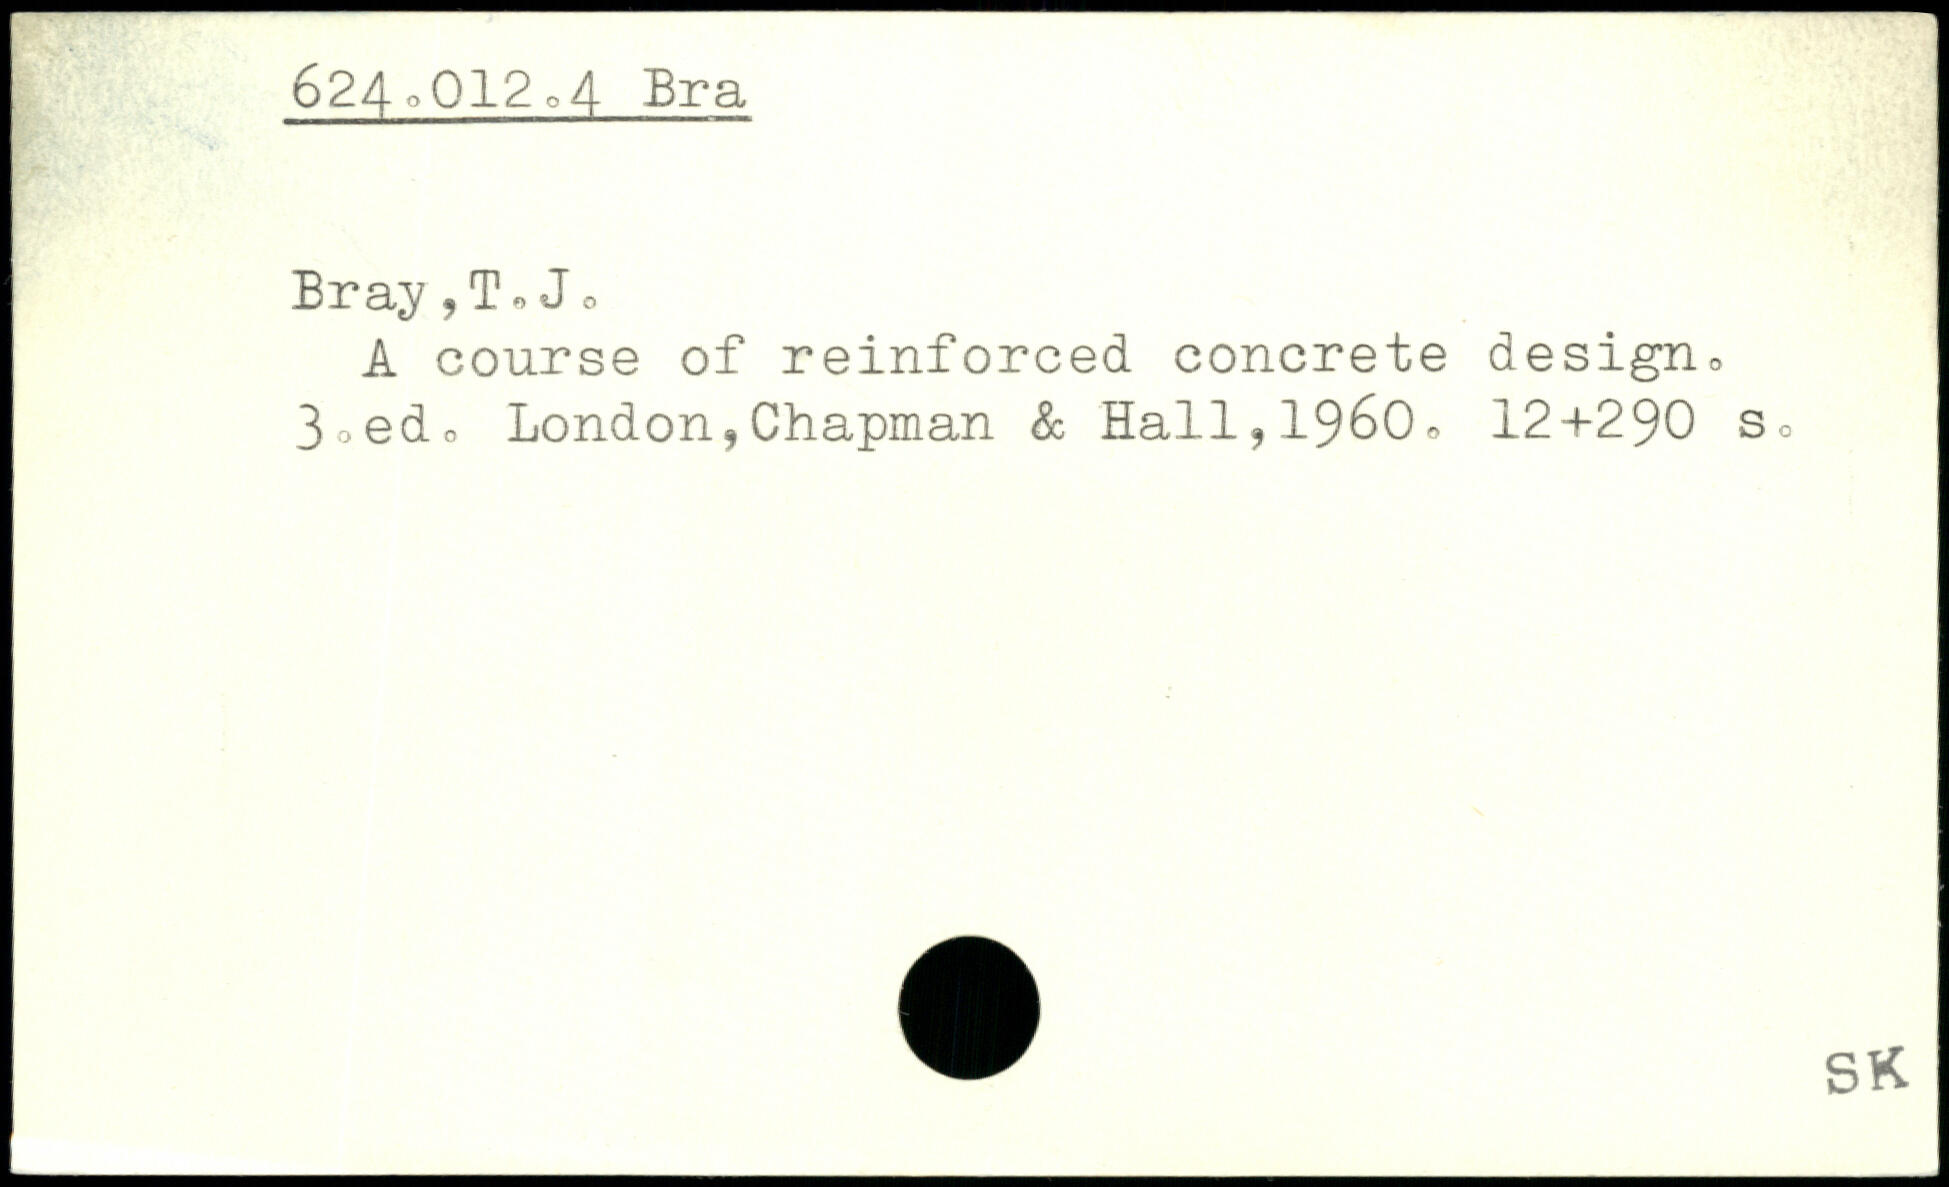 624.012.4 Bra
Bray,T.J.
A course of reinforced concrete design.
3.ed. London,Chapman & Hall,1960. 12+290 s.
SK